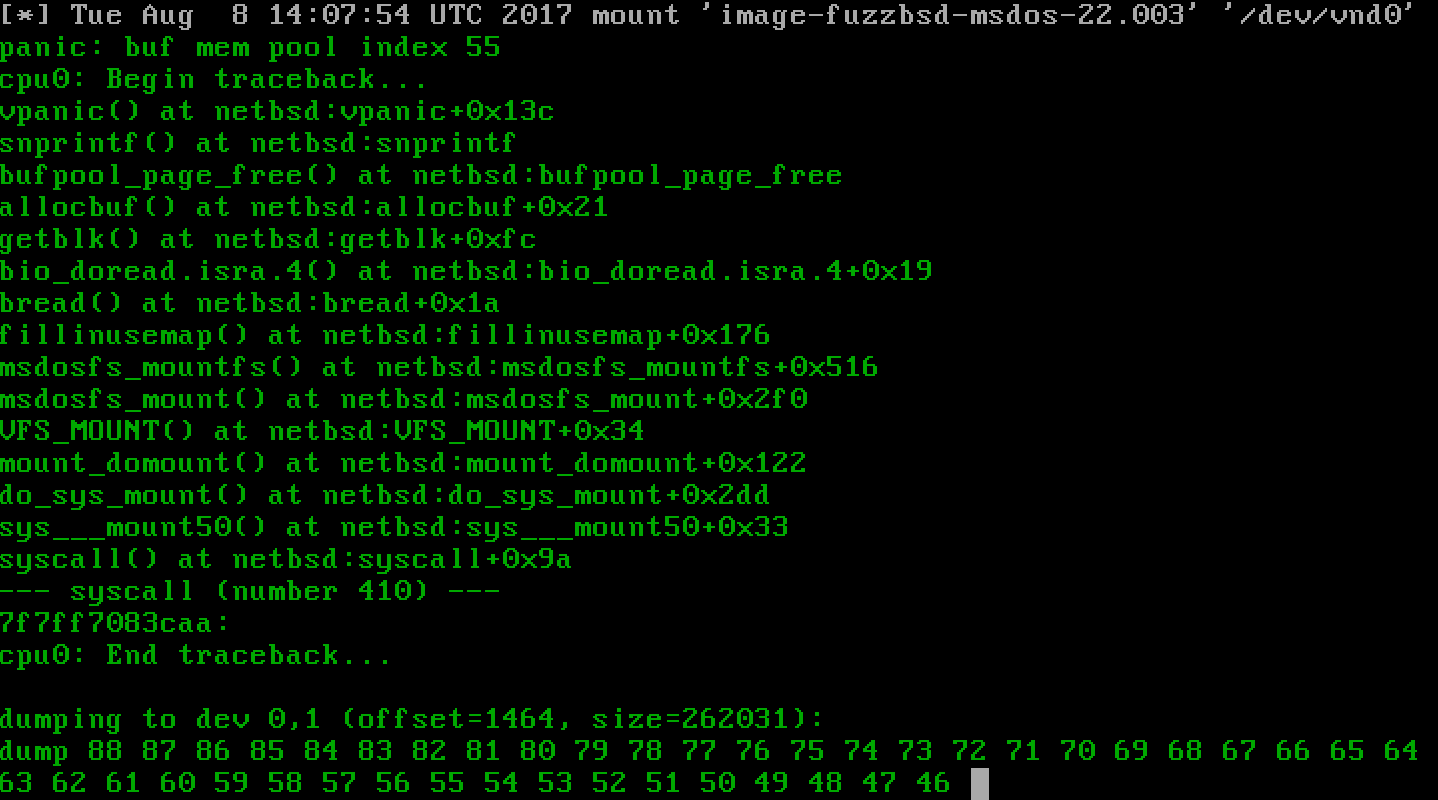 [*] Tue Aug  8 14:07:54 UTC 2017 mount 'image-fuzzbsd-msdos-22.003' '/dev/vnd0'
panic: buf mem pool index 55
cpu0: Begin traceback...
vpanic() at netbsd:vpanic+0x13c
snprintf() at netbsd:snprintf
bufpool_page_free() at netbsd:bufpool_page_free
allocbuf() at netbsd:allocbuf+0x21
getblk() at netbsd:getblk+0xfc
bio_doread.isra.4() at netbsd:bio_doread.isra.4+0x19
bread() at netbsd:bread+0x1a
fillinusemap() at netbsd:fillinusemap+0x176
msdosfs_mountfs() at netbsd:msdosfs_mountfs+0x516
msdosfs_mount() at netbsd:msdosfs_mount+0x2f0
VFS_MOUNT() at netbsd:VFS_MOUNT+0x34
mount_domount() at netbsd:mount_domount+0x122
do_sys_mount() at netbsd:do_sys_mount+0x2dd
sys___mount50() at netbsd:sys___mount50+0x33
syscall() at netbsd:syscall+0x9a
--- syscall (number 410) ---
7f7ff7083caa:
cpu0: End traceback...

dumping to dev 0,1 (offset=1464, size=262031):
dump 88 87 86 85 84 83 82 81 80 79 78 77 76 75 74 73 72 71 70 69 68 67 66 65 64
63 62 61 60 59 58 57 56 55 54 53 52 51 50 49 48 47 46